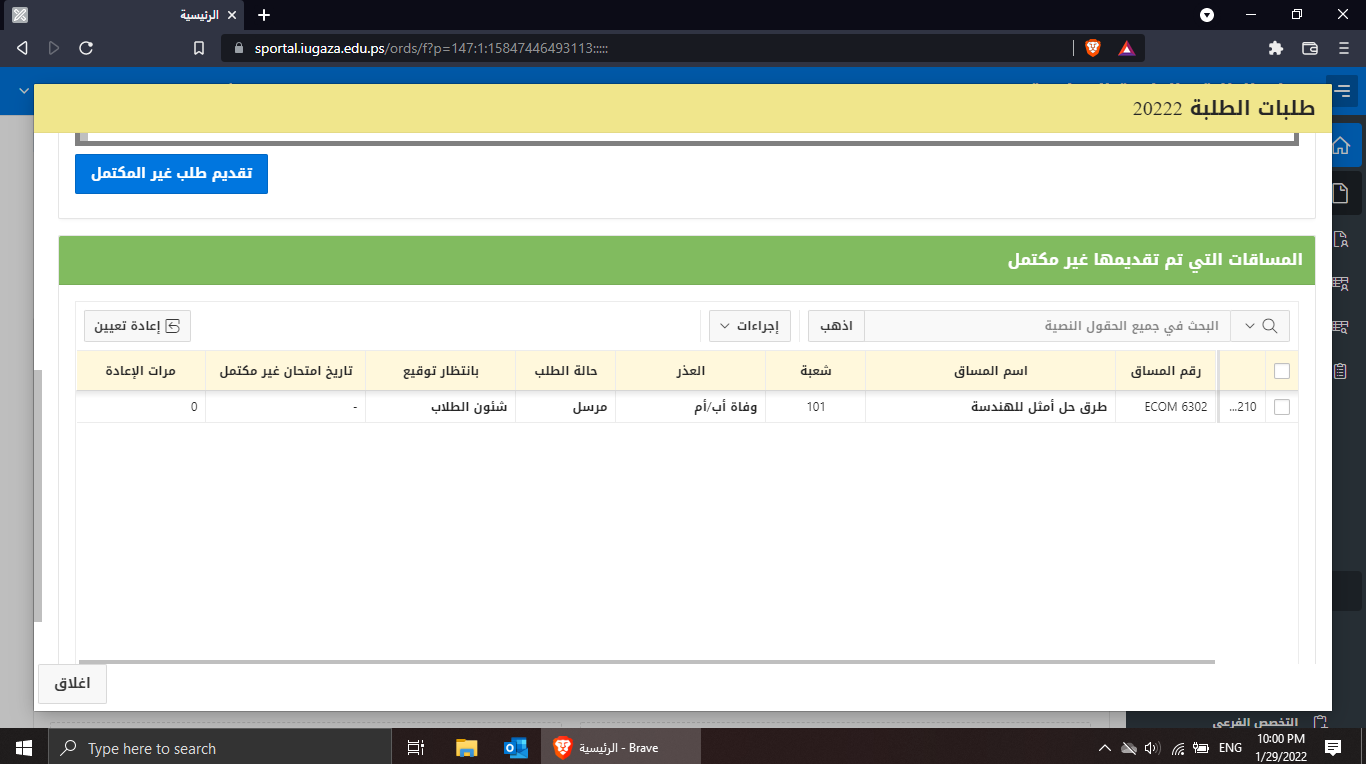 الرئيسية
sportal.iugaza.edu.ps/ords/f?p=147:1:15847446493113:::::
طلبات الطلبة 20222
تقديم طلب غير المكتمل
المساقات التي تم تقديمها غير مكتمل
البحث في جميع الحقول النصية اذهب إجراءات إعادة تعيين
رقم المساق اسم المساق شعبة العذر حالة الطلب بانتظار توقيع تاريخ امتحان غير مكتمل مرات الإعادة
210... ECOM 6302 طرق حل أمثل للهندسة 101 وفاة أب/أم مرسل شئون الطلاب - 0
اغلاق
التخصص الفرعي
Type here to search
الرئيسية - Brave
ENG
10:00 PM
1/29/2022